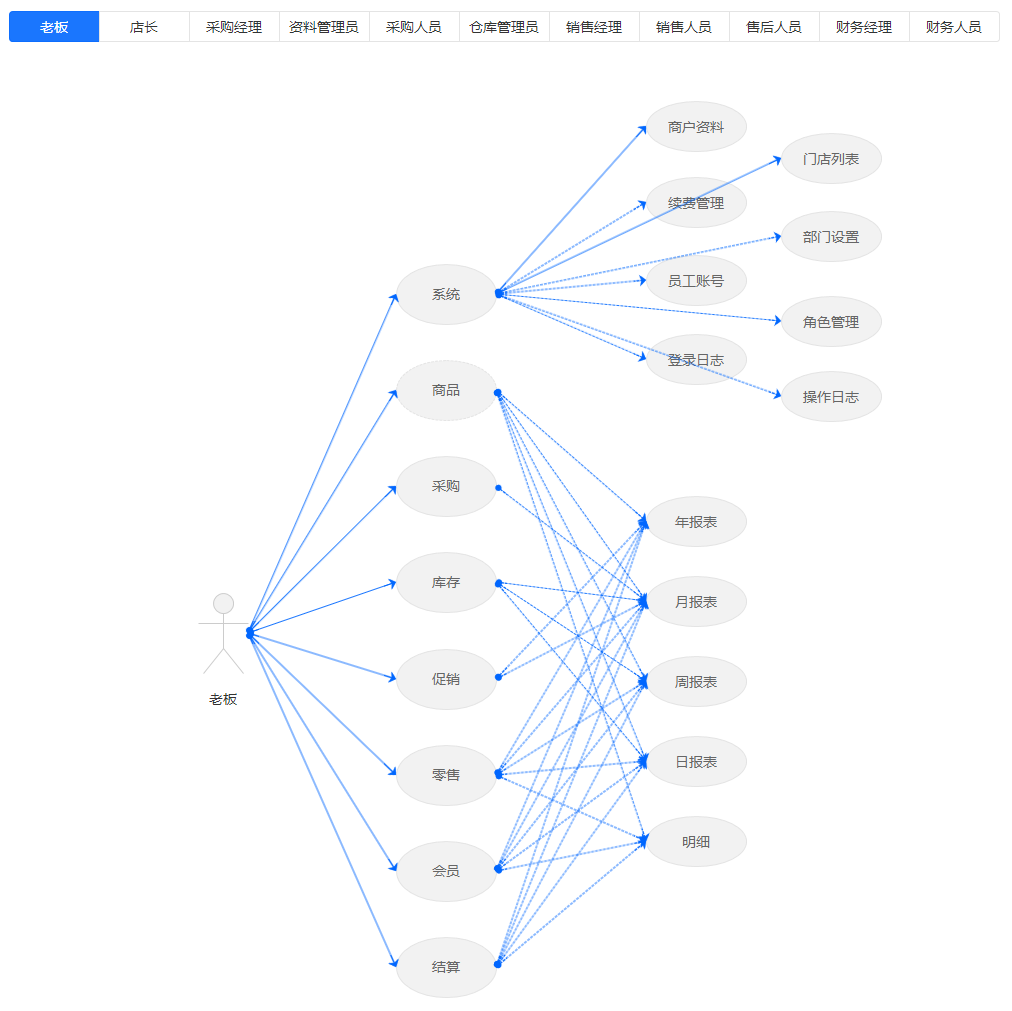 老板 店长 采购经理 资料管理员 采购人员 仓库管理员 销售经理 销售人员 售后人员 财务经理 财务人员
商户资料
门店列表
续费管理
部门设置
员工账号
系统
角色管理
登录日志
商品
操作日志
采购
年报表
库存
月报表
促销
周报表
老板
日报表
零售
明细
会员
结算